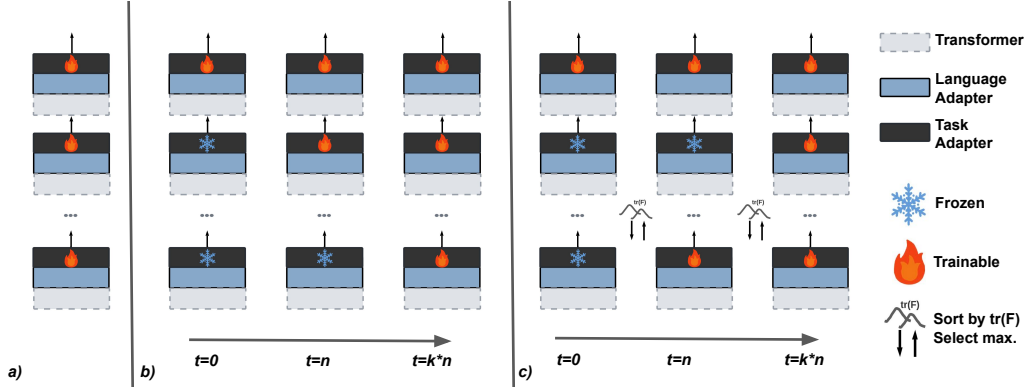 ...
a)
...
...
...
t=0
t=n
t=k*n
b)
...
tr(F)
...
tr(F)
...
t=0
t=n
t=k*n
c)
Transformer
Language
Adapter
Task
Adapter
Frozen
Trainable
tr(F)
Sort by tr(F)
Select max.